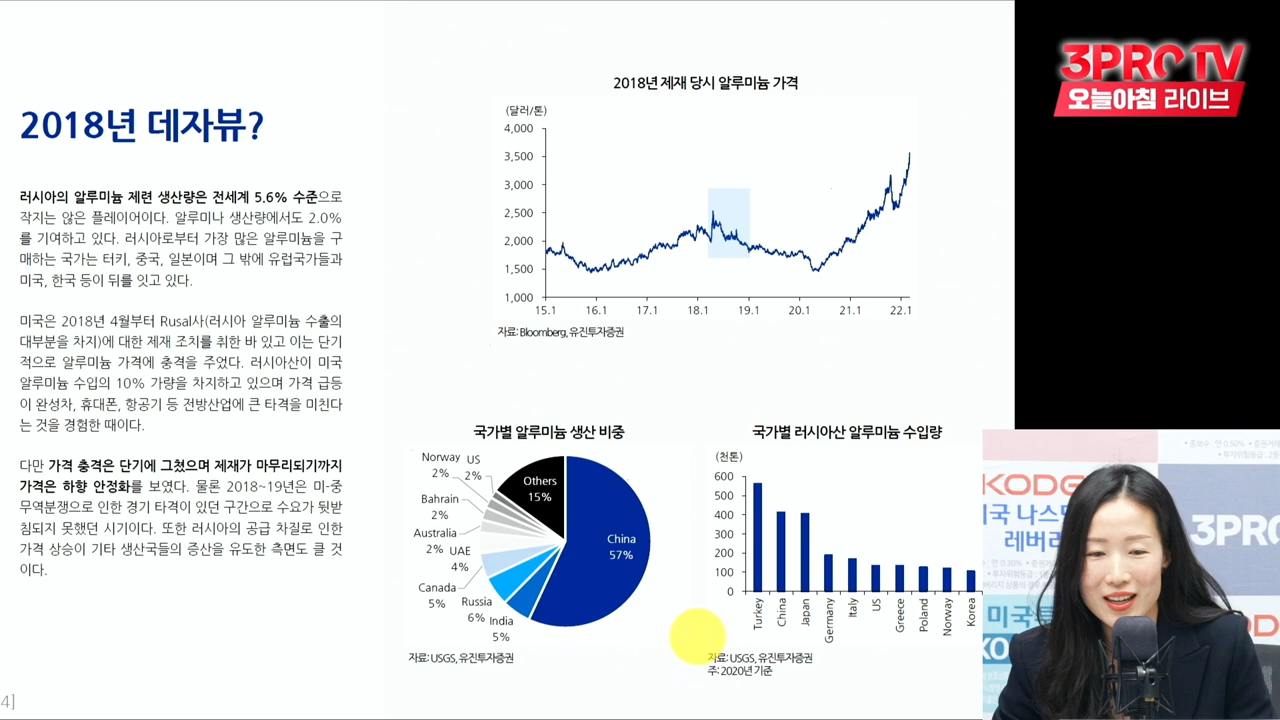 2018년 데자뷰?
러시아의 알루미늄 제련 생산량은 전세계 5.6% 수준으로
작지는 않은 플레이어이다. 알루미나 생산량에서도 2.0%
를 기여하고 있다. 러시아로부터 가장 많은 알루미늄을 구
매하는 국가는 터키, 중국, 일본이며 그 밖에 유럽국가들과
미국, 한국 등이 뒤를 잇고 있다.
미국은 2018년 4월부터 Rusal사(러시아 알루미늄 수출의
대부분을 차지)에 대한 제재 조치를 취한 바 있고 이는 단기
적으로 알루미늄 가격에 충격을 주었다. 러시아산이 미국
알루미늄 수입의 10% 가량을 차지하고 있으며 가격 급등
이 완성차, 휴대폰, 항공기 등 전방산업에 큰 타격을 미친다
는 것을 경험한 때이다.
다만 가격 충격은 단기에 그쳤으며 제재가 마무리되기까지
가격은 하향 안정화를 보였다. 물론 2018~19년은 미-중
무역분쟁으로 인한 경기 타격이 있던 구간으로 수요가 뒷받
침되지 못했던 시기이다. 또한 러시아의 공급 차질로 인한
가격 상승이 기타 생산국들의 증산을 유도한 측면도 클 것
이다.
4]
2018년 제재 당시 알루미늄 가격
(달러/톤)
4,000
3,500
3,000
2,500
2,000
1,500
1,000
15.1 16.1 17.1 18.1 19.1 20.1 21.1 22.1
자료: Bloomberg, 유진투자증권
국가별 알루미늄 생산 비중
Norway 2%
US 2%
Others 15%
Bahrain 2%
Australia 2%
UAE 4%
Canada 5%
Russia 6%
India 5%
China 57%
자료: USGS, 유진투자증권
국가별 러시아산 알루미늄 수입량
(천톤)
600
500
400
300
200
100
0
Turkey China Japan Germany Italy US Greece Poland Norway Korea
자료: USGS, 유진투자증권
주: 2020년 기준
3PRO TV
오늘아침 라이브
KODE
국 나스
레버리
3PRO
미국
KO